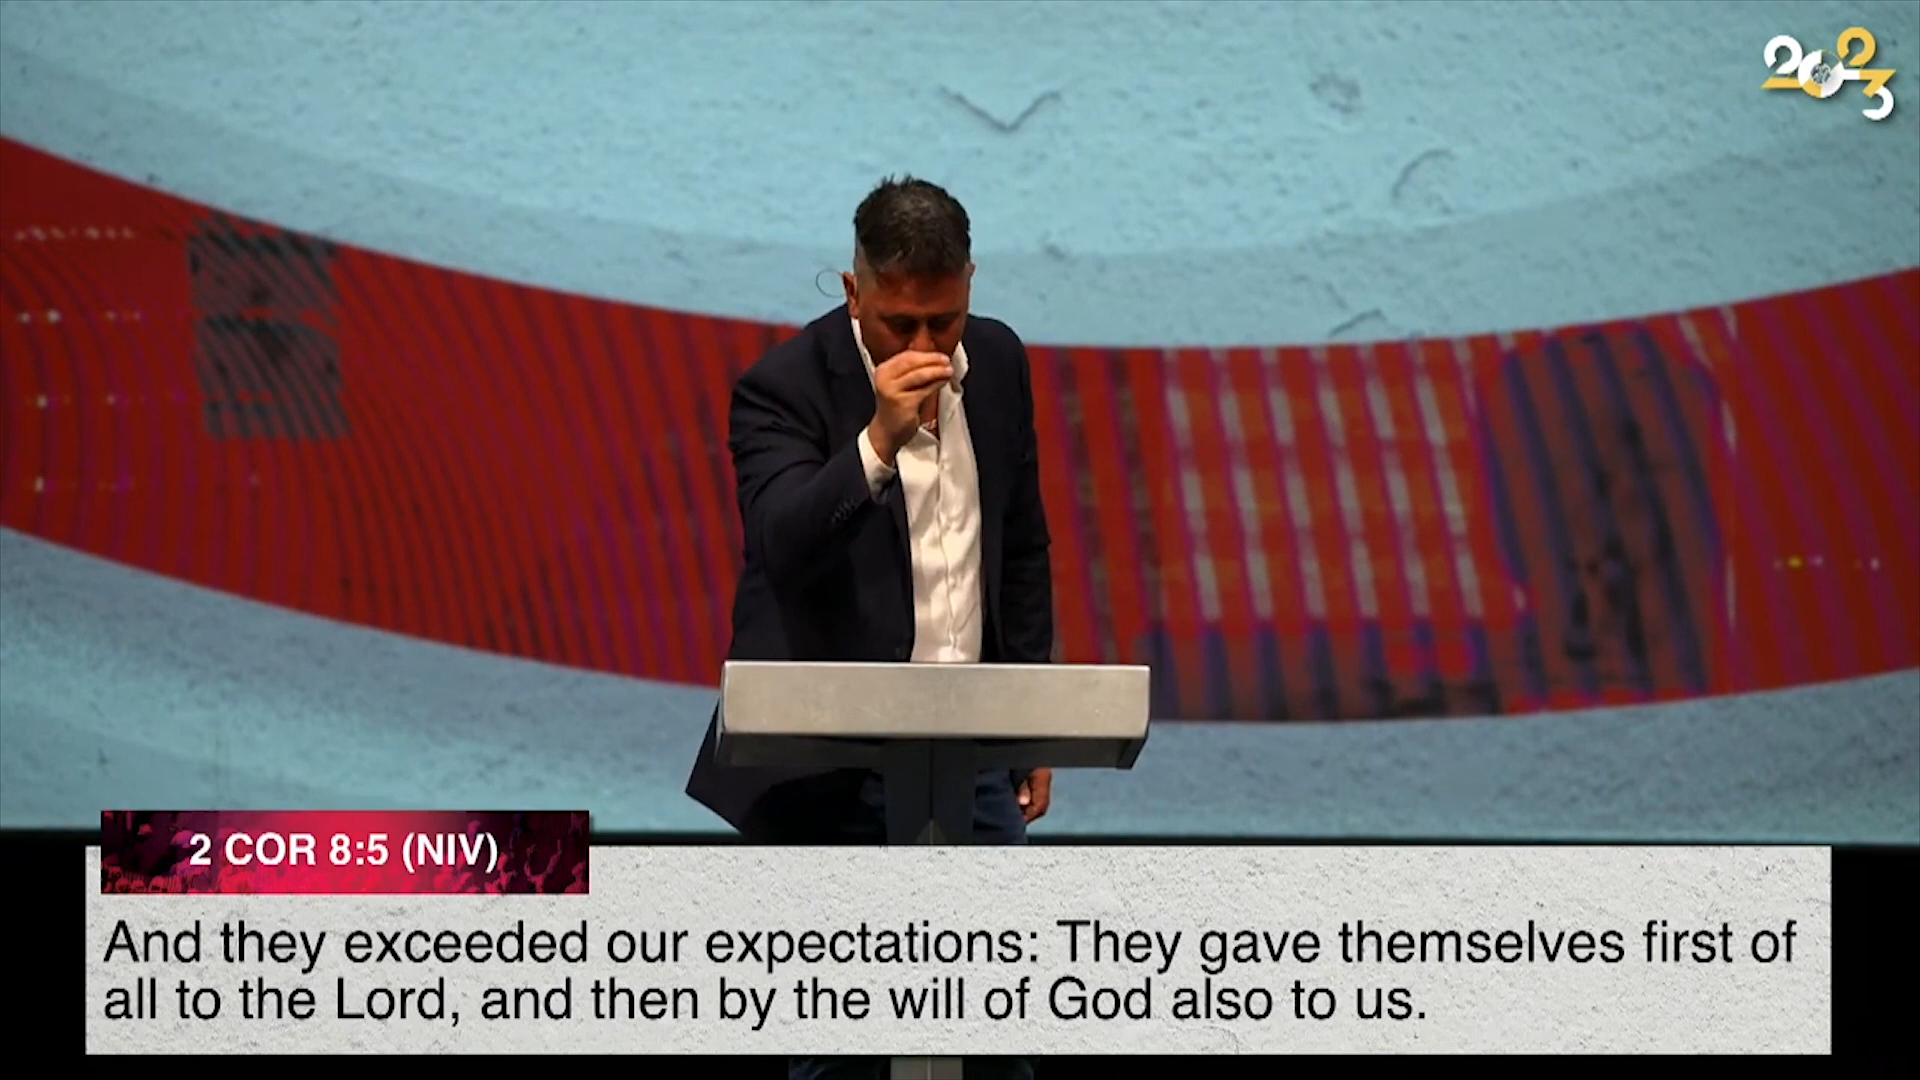 2023
2 COR 8:5 (NIV)
And they exceeded our expectations: They gave themselves first of
all to the Lord, and then by the will of God also to us.